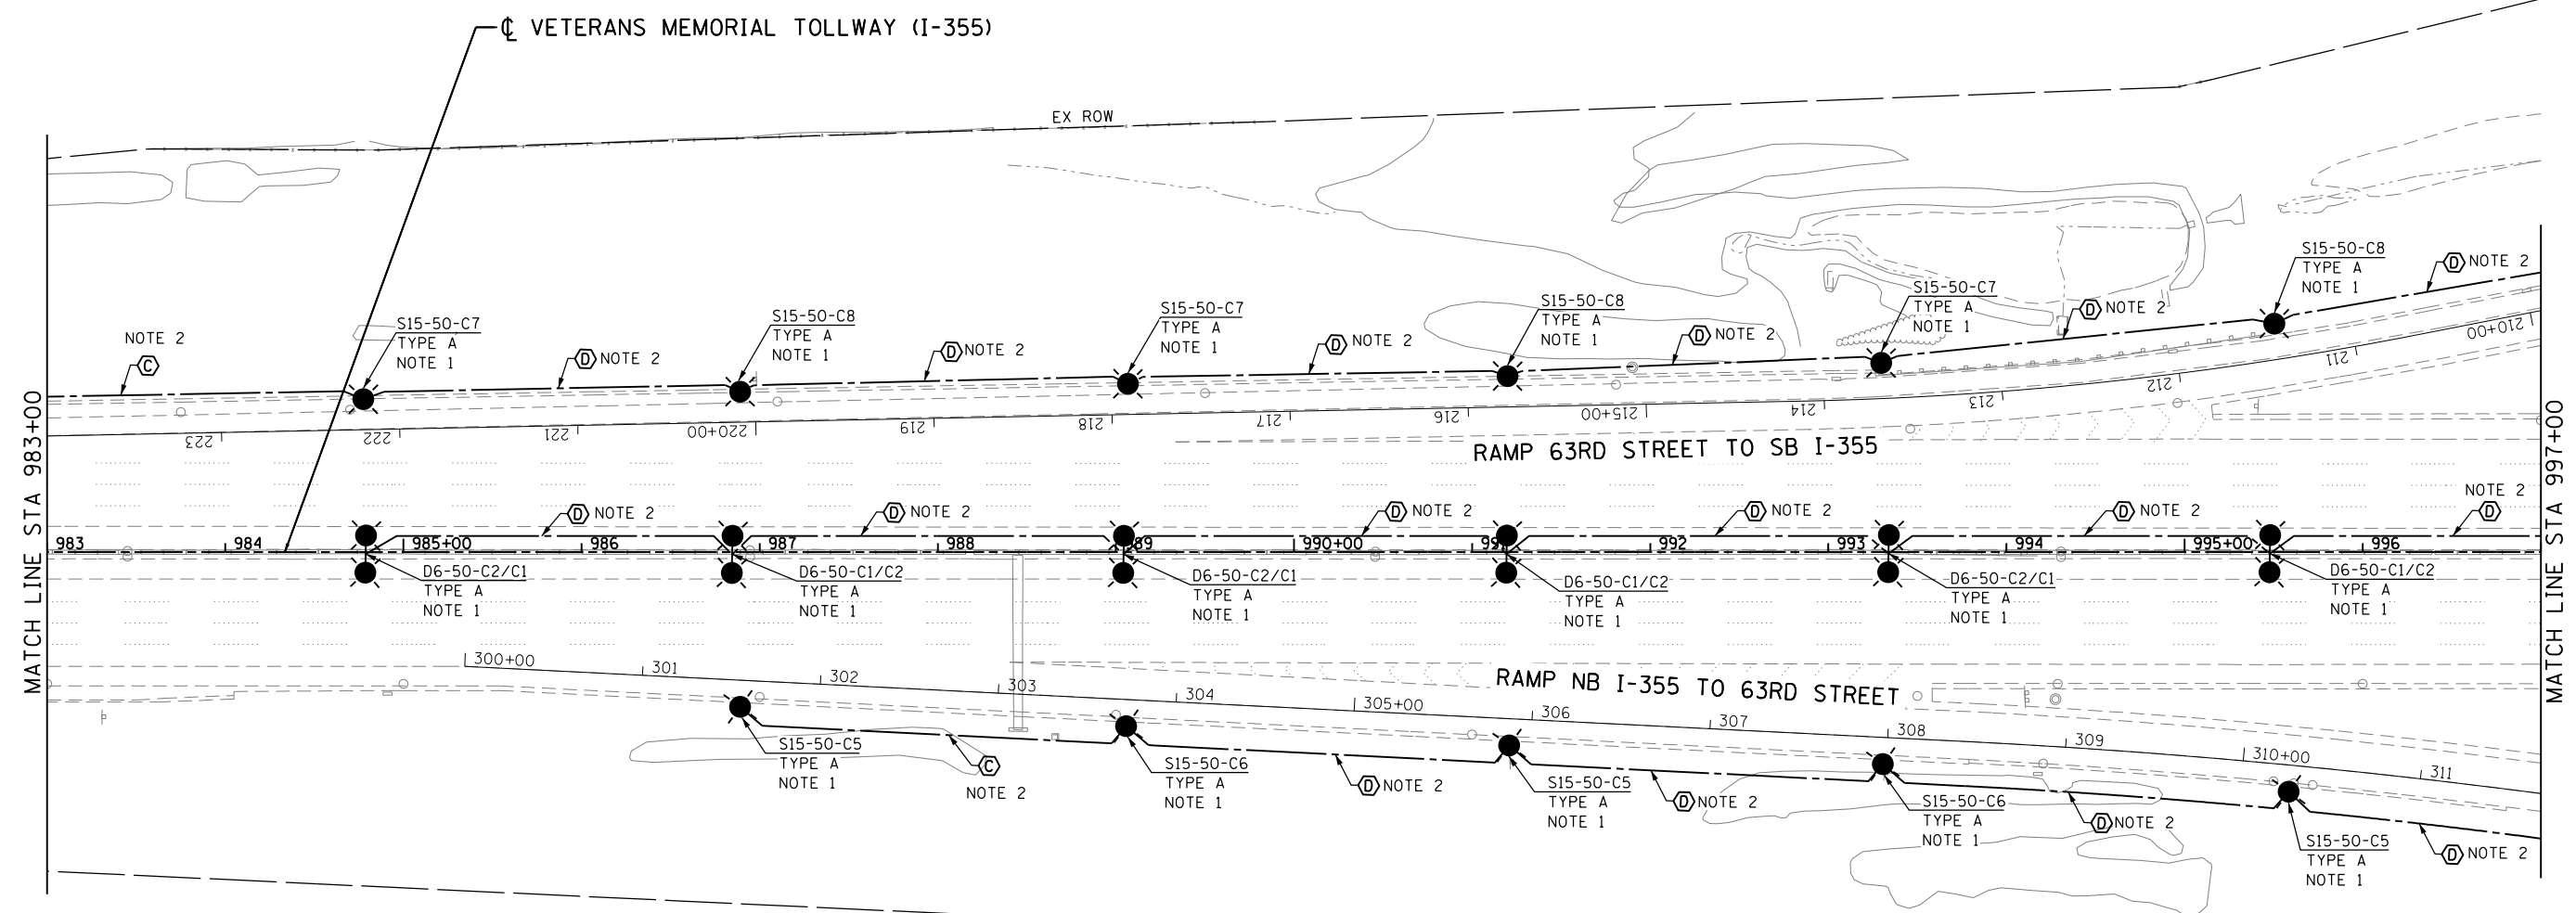 ℄ VETERANS MEMORIAL TOLLWAY (I-355)
EX ROW
S15-50-C8
TYPE A
NOTE 1
D NOTE 2
S15-50-C7
TYPE A
NOTE 1
D NOTE 2
S15-50-C8
TYPE A
NOTE 1
D NOTE 2
S15-50-C7
TYPE A
NOTE 1
D NOTE 2
S15-50-C8
TYPE A
NOTE 1
D NOTE 2
S15-50-C7
TYPE A
NOTE 1
D NOTE 2
NOTE 2
C
223
222
221
220+00
219
218
217
216
215+00
214
213
212
211
210+00
RAMP 63RD STREET TO SB I-355
MATCH LINE STA 983+00
MATCH LINE STA 997+00
D NOTE 2
D NOTE 2
D NOTE 2
D NOTE 2
D NOTE 2
NOTE 2
D
983
984
985+00
986
987
988
989
990+00
991
992
993
994
995+00
996
D6-50-C2/C1
TYPE A
NOTE 1
D6-50-C1/C2
TYPE A
NOTE 1
D6-50-C2/C1
TYPE A
NOTE 1
D6-50-C1/C2
TYPE A
NOTE 1
D6-50-C2/C1
TYPE A
NOTE 1
D6-50-C1/C2
TYPE A
NOTE 1
300+00
301
302
303
304
305+00
306
307
308
309
310+00
311
RAMP NB I-355 TO 63RD STREET
S15-50-C5
TYPE A
NOTE 1
C
NOTE 2
S15-50-C6
TYPE A
NOTE 1
D NOTE 2
S15-50-C5
TYPE A
NOTE 1
D NOTE 2
S15-50-C6
TYPE A
NOTE 1
D NOTE 2
S15-50-C5
TYPE A
NOTE 1
D NOTE 2